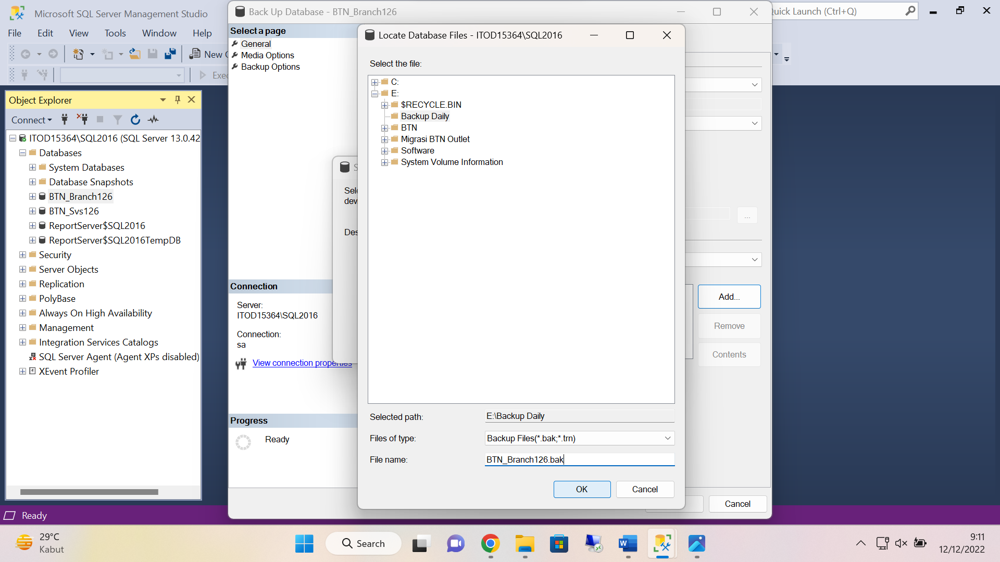 Microsoft SQL Server Management Studio
Quick Launch (Ctrl+Q)
File Edit View Tools Window Help
New
Object Explorer
Connect
ITOD15364\SQL2016 (SQL Server 13.0.42
Databases
System Databases
Database Snapshots
BTN_Branch126
BTN_Svs126
ReportServer$SQL2016
ReportServer$SQL2016TempDB
Security
Server Objects
Replication
PolyBase
Always On High Availability
Management
Integration Services Catalogs
SQL Server Agent (Agent XPs disabled)
XEvent Profiler
Ready
Back Up Database - BTN_Branch126
Select a page
General
Media Options
Backup Options
Connection
Server:
ITOD15364\SQL2016
Connection:
sa
View connection properties
Progress
Ready
...
Add...
Remove
Contents
Cancel
Locate Database Files - ITOD15364\SQL2016
Select the file:
C:
E:
$RECYCLE.BIN
Backup Daily
BTN
Migrasi BTN Outlet
Software
System Volume Information
Selected path: E:\Backup Daily
Files of type: Backup Files(*.bak;*.trn)
File name: BTN_Branch126.bak
OK Cancel
29°C
Kabut
Search
9:11
12/12/2022